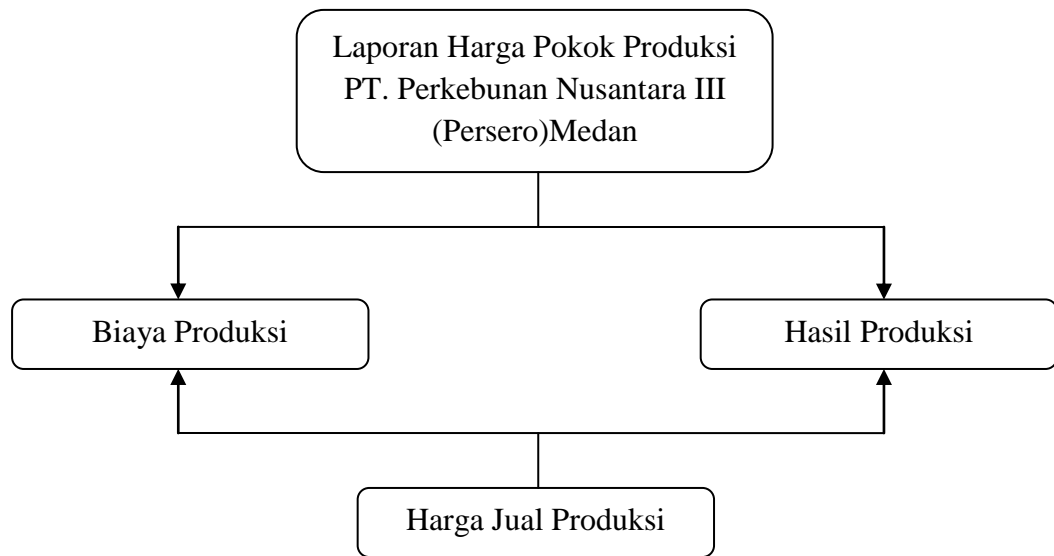 Laporan Harga Pokok Produksi
PT. Perkebunan Nusantara III
(Persero)Medan
Biaya Produksi
Hasil Produksi
Harga Jual Produksi